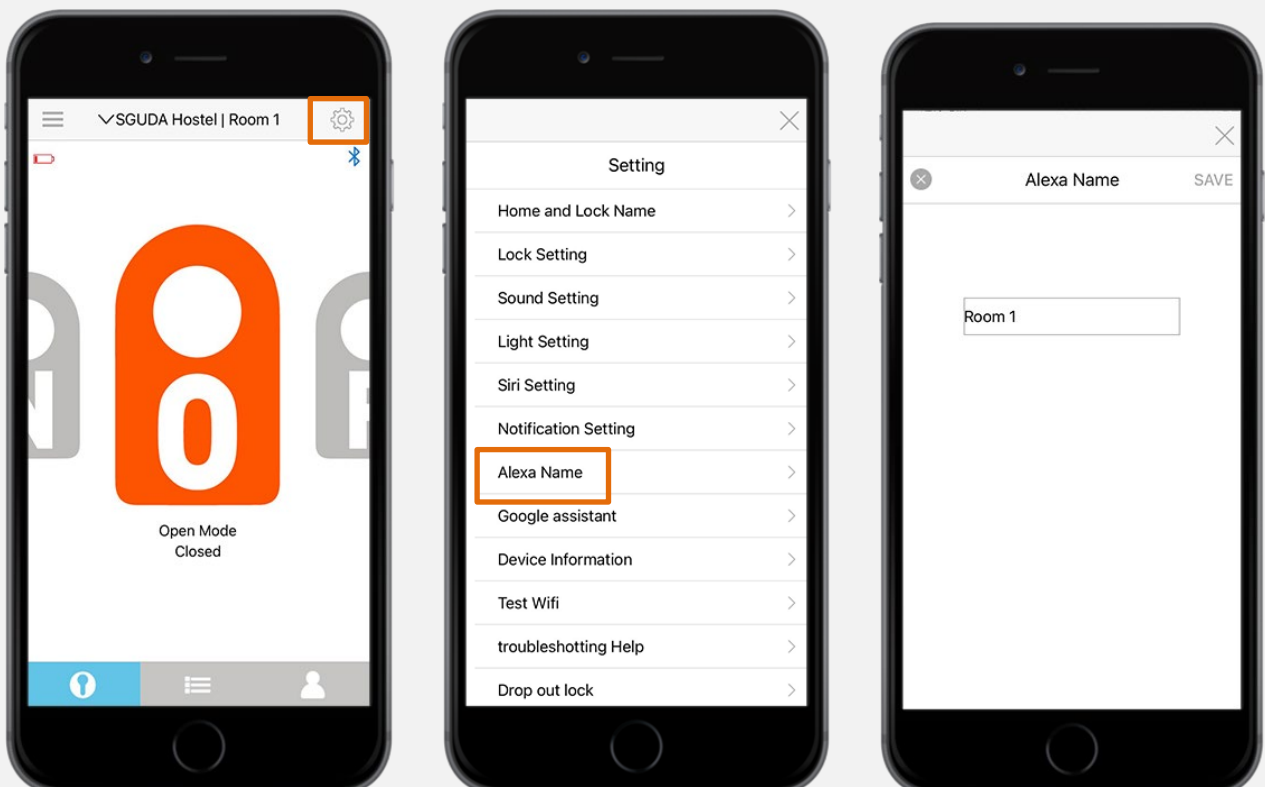 SGUDA Hostel | Room 1
N
O
Open Mode
Closed
Setting
Home and Lock Name
Lock Setting
Sound Setting
Light Setting
Siri Setting
Notification Setting
Alexa Name
Google assistant
Device Information
Test Wifi
troubleshotting Help
Drop out lock
Alexa Name
SAVE
Room 1